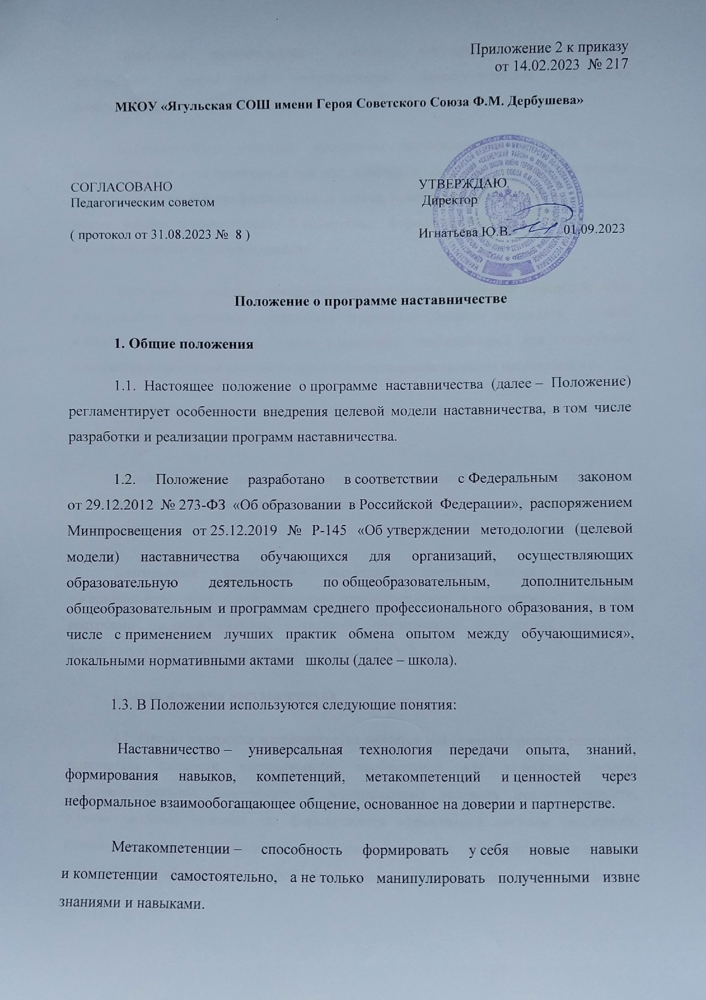 Приложение 2 к приказу
от 14.02.2023 № 217
МКОУ «Ягульская СОШ имени Героя Советского Союза Ф.М. Дербушева»
СОГЛАСОВАНО
Педагогическим советом
( протокол от 31.08.2023 № 8 )
УТВЕРЖДАЮ
Директор
Игнатьева Ю.В. 01.09.2023
Положение о программе наставничестве
1. Общие положения
1.1. Настоящее положение о программе наставничества (далее – Положение)
регламентирует особенности внедрения целевой модели наставничества, в том числе
разработки и реализации программ наставничества.
1.2. Положение разработано в соответствии с Федеральным законом
от 29.12.2012 № 273-ФЗ «Об образовании в Российской Федерации», распоряжением
Минпросвещения от 25.12.2019 № Р-145 «Об утверждении методологии (целевой
модели) наставничества обучающихся для организаций, осуществляющих
образовательную деятельность по общеобразовательным, дополнительным
общеобразовательным и программам среднего профессионального образования, в том
числе с применением лучших практик обмена опытом между обучающимися»,
локальными нормативными актами школы (далее – школа).
1.3. В Положении используются следующие понятия:
Наставничество – универсальная технология передачи опыта, знаний,
формирования навыков, компетенций, метакомпетенций и ценностей через
неформальное взаимообогащающее общение, основанное на доверии и партнерстве.
Метакомпетенции – способность формировать у себя новые навыки
и компетенции самостоятельно, а не только манипулировать полученными извне
знаниями и навыками.